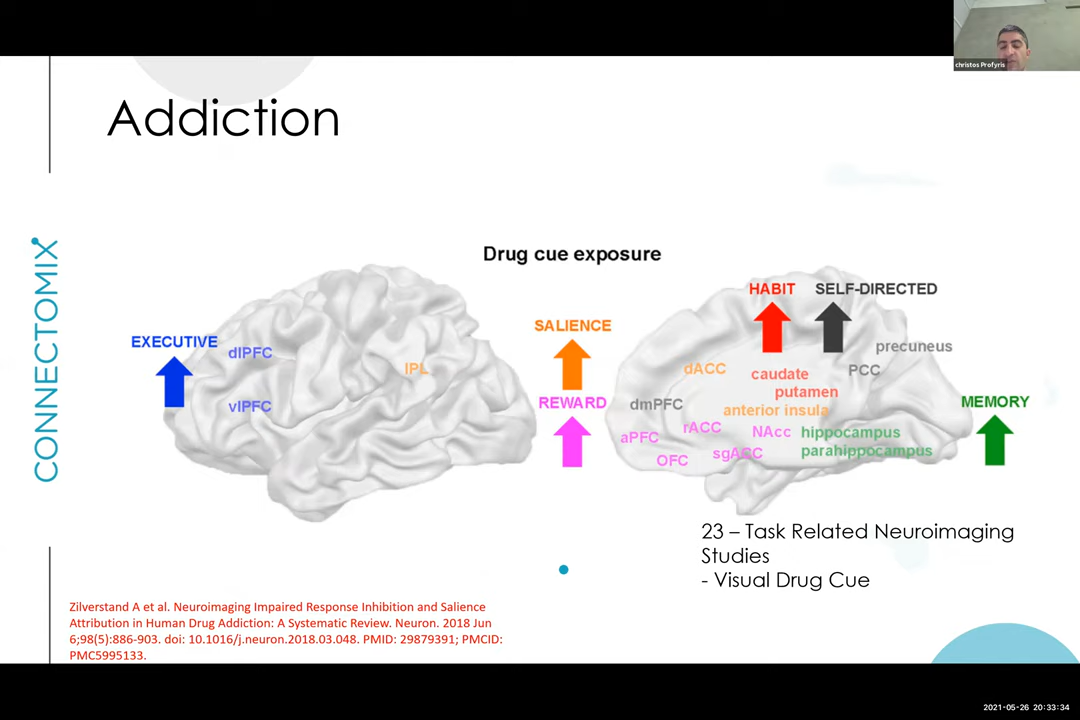 christos Profyris
Addiction
CONNECTOMIX
Drug cue exposure
EXECUTIVE
dlPFC
vlPFC
IPL
SALIENCE
REWARD
HABIT
SELF-DIRECTED
precuneus
dACC
caudate
PCC
putamen
dmPFC
anterior insula
MEMORY
aPFC
rACC
NAcc
hippocampus
OFC
sgACC
parahippocampus
23 – Task Related Neuroimaging
Studies
- Visual Drug Cue
Zilverstand A et al. Neuroimaging Impaired Response Inhibition and Salience
Attribution in Human Drug Addiction: A Systematic Review. Neuron. 2018 Jun
6;98(5):886-903. doi: 10.1016/j.neuron.2018.03.048. PMID: 29879391; PMCID:
PMC5995133.
2021-05-26 20:33:34